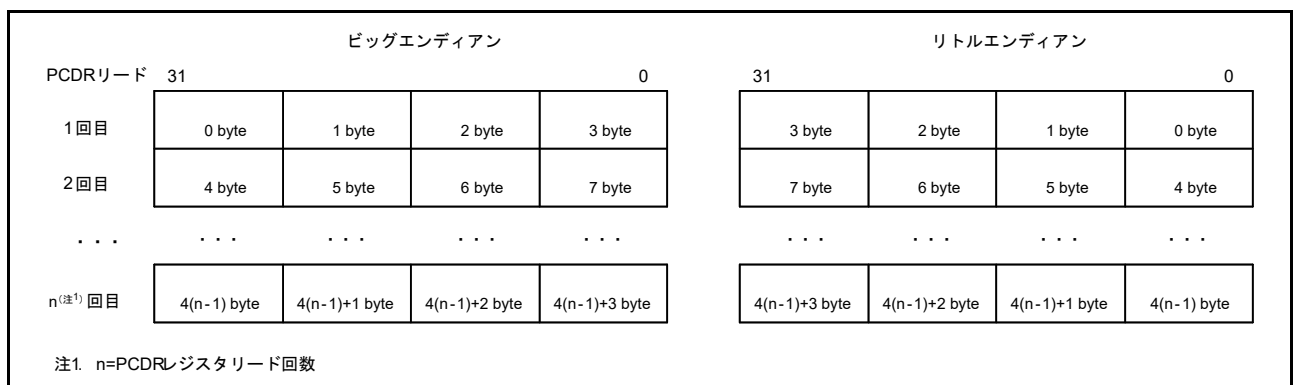 ビッグエンディアン リトルエンディアン
PCDRリード 31 0 31 0
1回目 0 byte 1 byte 2 byte 3 byte 3 byte 2 byte 1 byte 0 byte
2回目 4 byte 5 byte 6 byte 7 byte 7 byte 6 byte 5 byte 4 byte
・・・ ・・・ ・・・ ・・・ ・・・ ・・・ ・・・ ・・・ ・・・
n(注1)回目 4(n-1) byte 4(n-1)+1 byte 4(n-1)+2 byte 4(n-1)+3 byte 4(n-1)+3 byte 4(n-1)+2 byte 4(n-1)+1 byte 4(n-1) byte
注1. n=PCDRレジスタリード回数